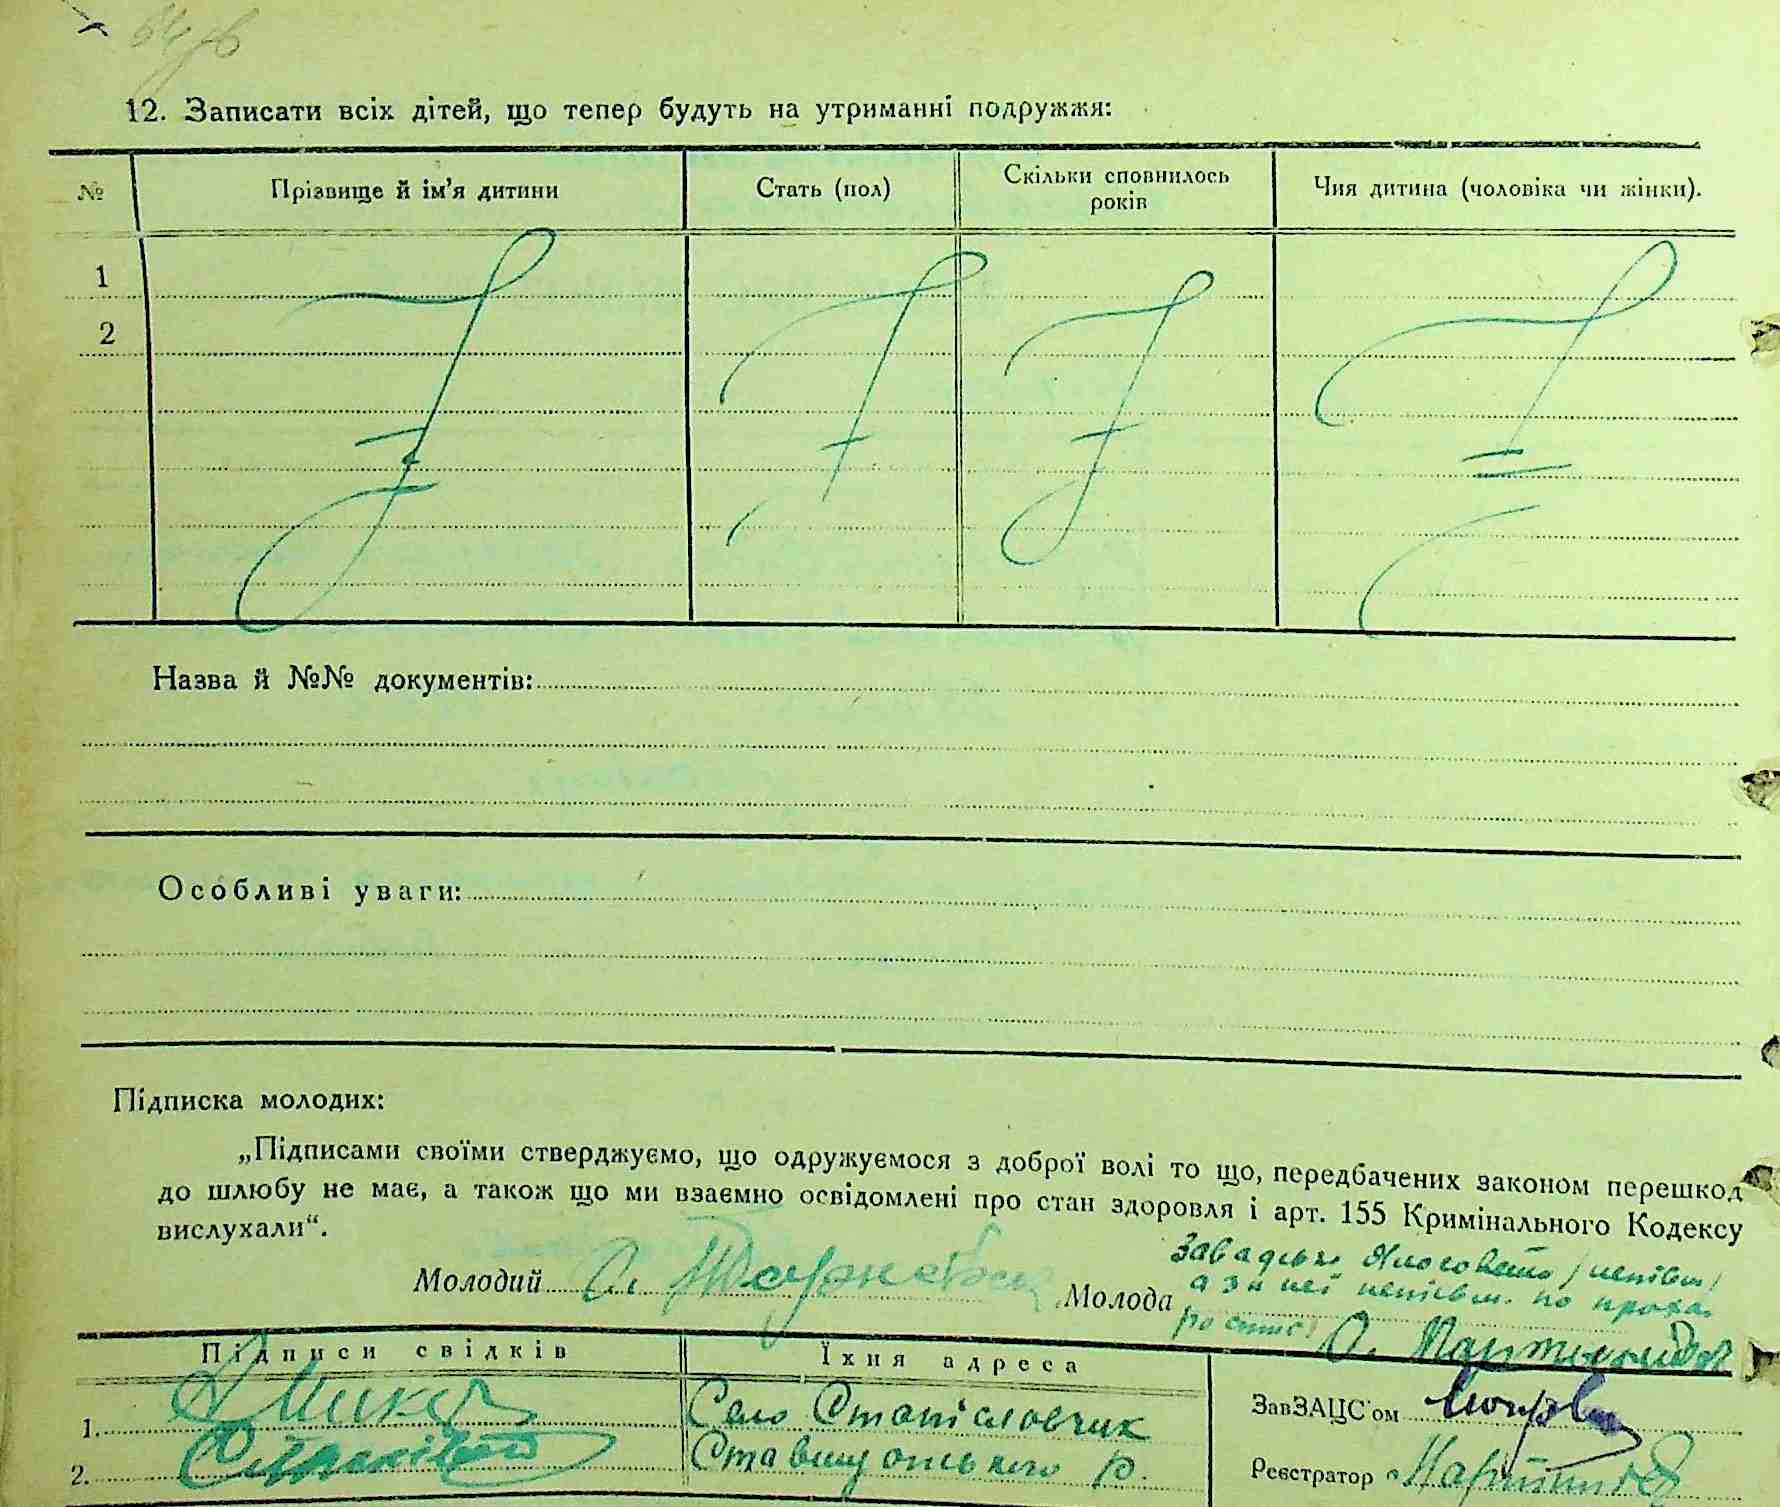 12. Записати всіх дітей, що тепер будуть на утриманні подружжя:
№ Прізвище й ім’я дитини Стать (пол) Скільки сповнилось років Чия дитина (чоловіка чи жінки).
1
2
Назва й №№ документів:
Особливі уваги:
Підписка молодих:
„Підписами своїми стверджуємо, що одружуємося з доброї волі то що, передбачених законом перешкод
до шлюбу не має, а також що ми взаємно освідомлені про стан здоровля і арт. 155 Кримінального Кодексу
вислухали“.
Молодий Молода
а за неї неписьм. по
Підписи свідків Їхня адреса
1. Село Станіславчик ЗавЗАЦС’ом
2. Ставищанського р. Реєстратор